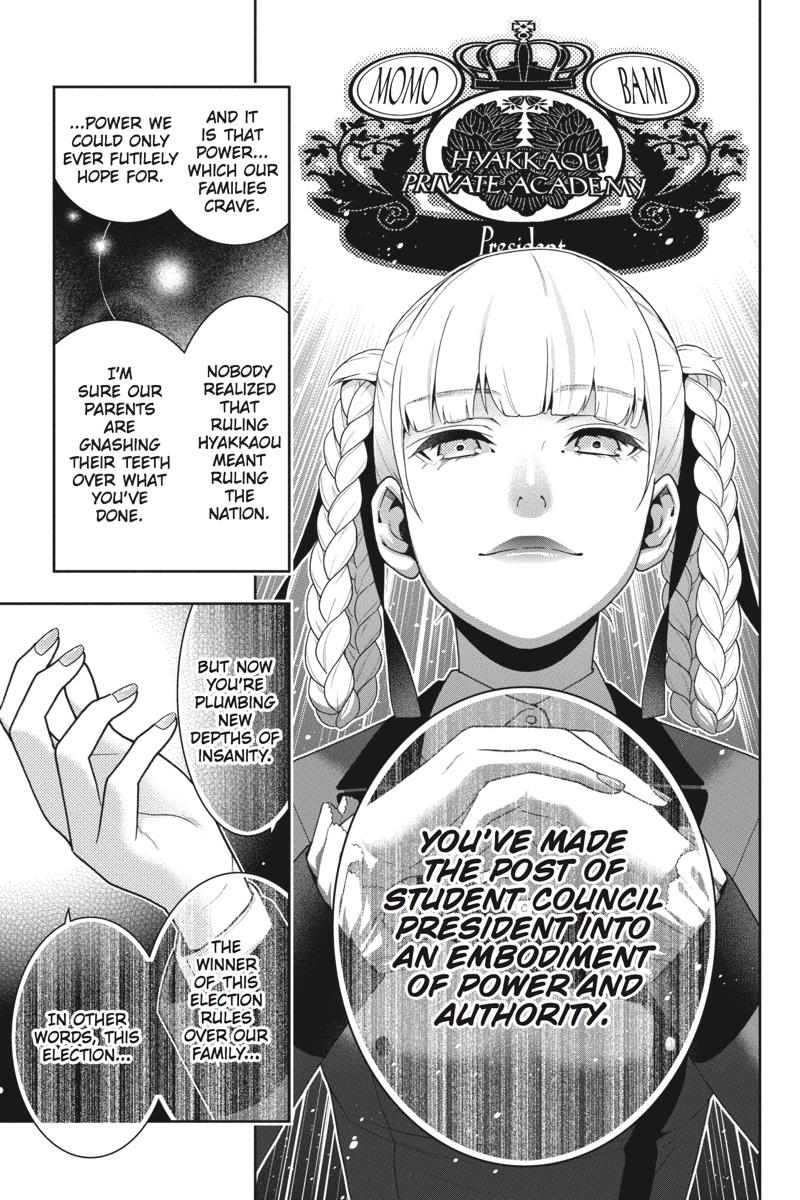 MOMO
BAMI
HYAKKAOU
PRIVATE ACADEMY
President
YOU'VE MADE
THE POST OF
STUDENT COUNCIL
PRESIDENT INTO
AN EMBODIMENT
OF POWER AND
AUTHORITY.
AND IT
IS THAT
POWER...
WHICH OUR
FAMILIES
CRAVE.
...POWER WE
COULD ONLY
EVER FUTILELY
HOPE FOR.
NOBODY
REALIZED
THAT
RULING
HYAKKAOU
MEANT
RULING
THE
NATION.
I'M
SURE OUR
PARENTS
ARE
GNASHING
THEIR TEETH
OVER WHAT
YOU'VE
DONE.
BUT NOW
YOU'RE
PLUMBING
NEW
DEPTHS OF
INSANITY.
THE
WINNER
OF THIS
ELECTION
RULES
OVER OUR
FAMILY...
IN OTHER
WORDS, THIS
ELECTION...